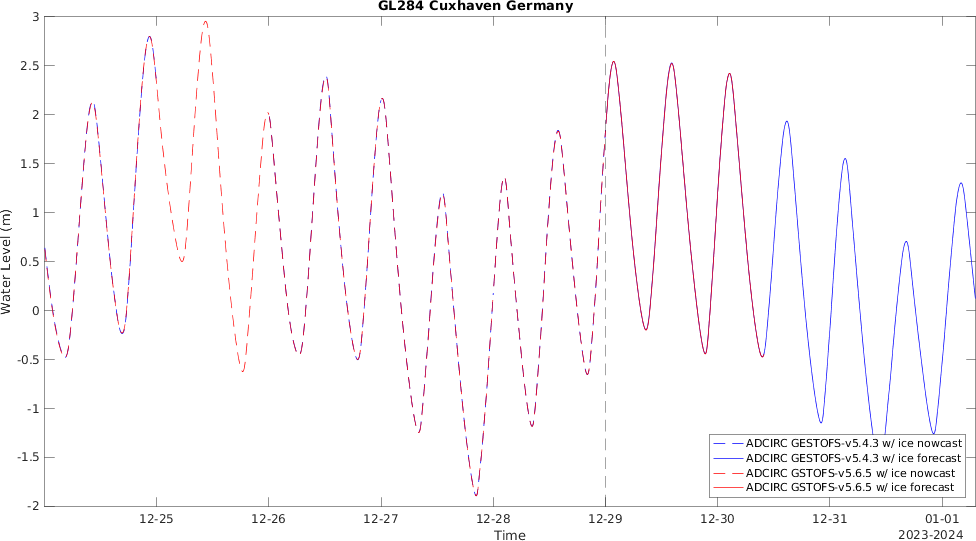 GL284 Cuxhaven Germany
3
2.5
2
1.5
1
0.5
0
-0.5
-1
-1.5
-2
Water Level (m)
12-25 12-26 12-27 12-28 12-29 12-30 12-31 01-01
Time
2023-2024
ADCIRC GESTOFS-v5.4.3 w/ ice nowcast
ADCIRC GESTOFS-v5.4.3 w/ ice forecast
ADCIRC GSTOFS-v5.6.5 w/ ice nowcast
ADCIRC GSTOFS-v5.6.5 w/ ice forecast